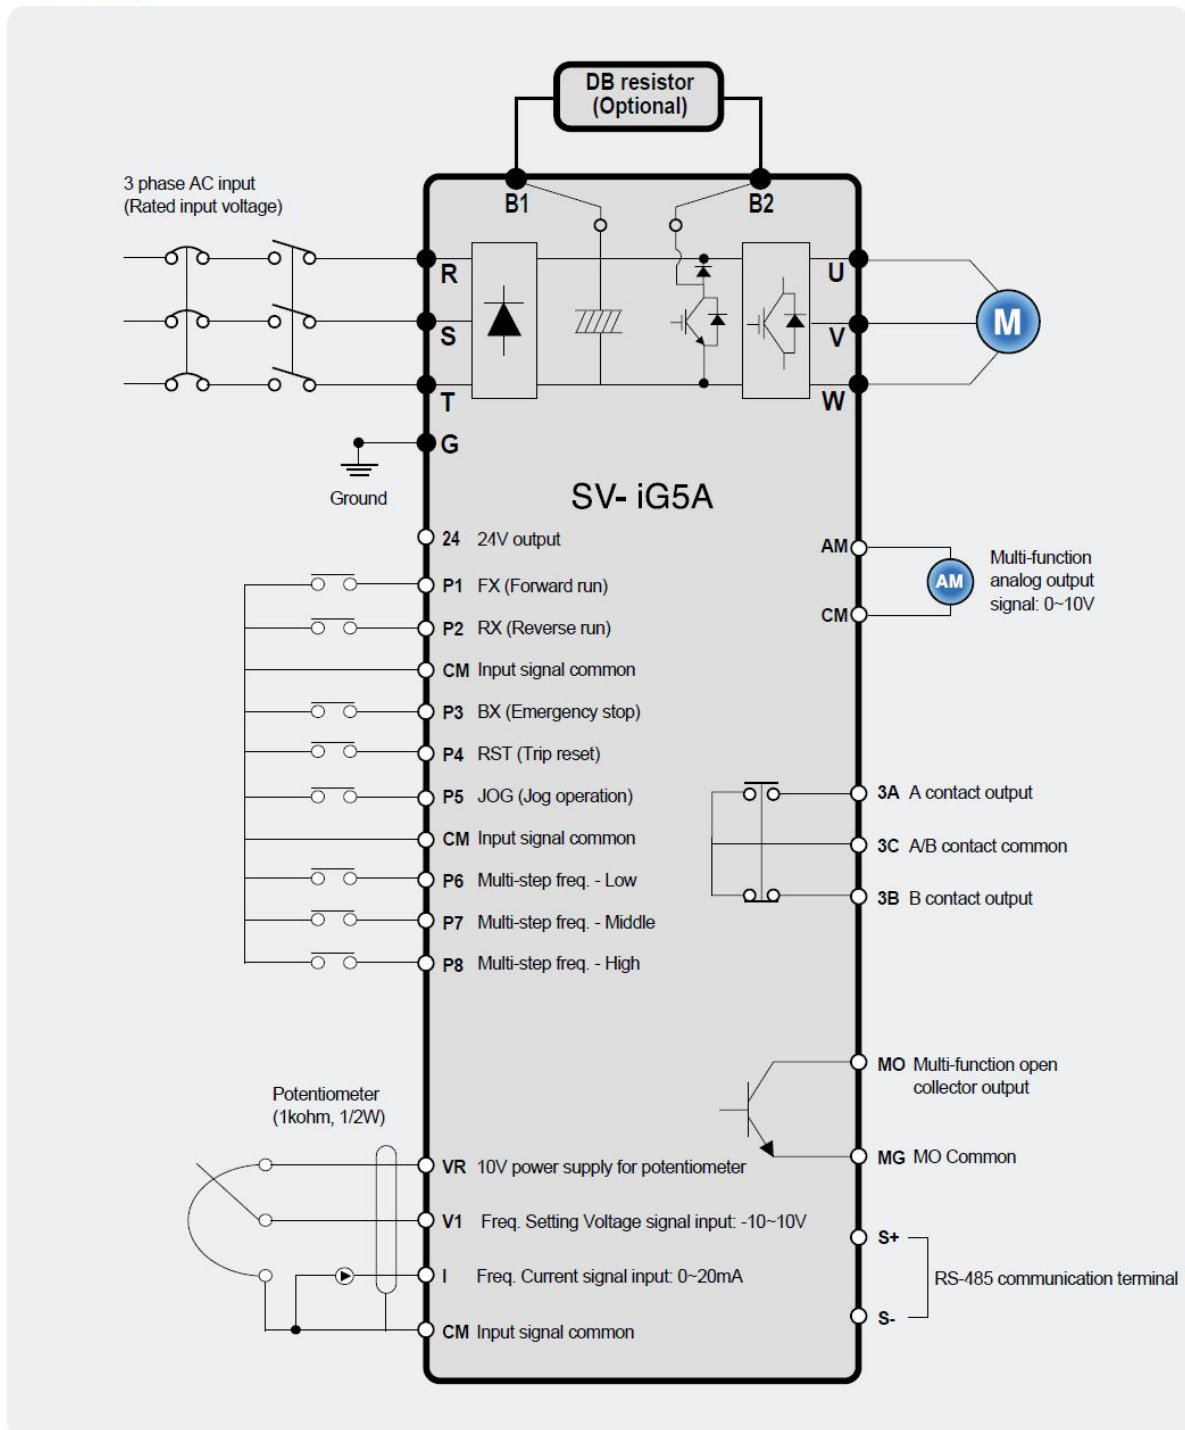 DB resistor
(Optional)
3 phase AC input
(Rated input voltage)
B1
B2
R
U
S
V
M
T
W
G
Ground
SV- iG5A
24 24V output
AM
AM
Multi-function
analog output
signal: 0~10V
CM
P1 FX (Forward run)
P2 RX (Reverse run)
CM Input signal common
P3 BX (Emergency stop)
P4 RST (Trip reset)
P5 JOG (Jog operation)
CM Input signal common
P6 Multi-step freq. - Low
P7 Multi-step freq. - Middle
P8 Multi-step freq. - High
3A A contact output
3C A/B contact common
3B B contact output
MO Multi-function open
collector output
MG MO Common
Potentiometer
(1kohm, 1/2W)
VR 10V power supply for potentiometer
V1 Freq. Setting Voltage signal input: -10~10V
I Freq. Current signal input: 0~20mA
CM Input signal common
S+
RS-485 communication terminal
S-